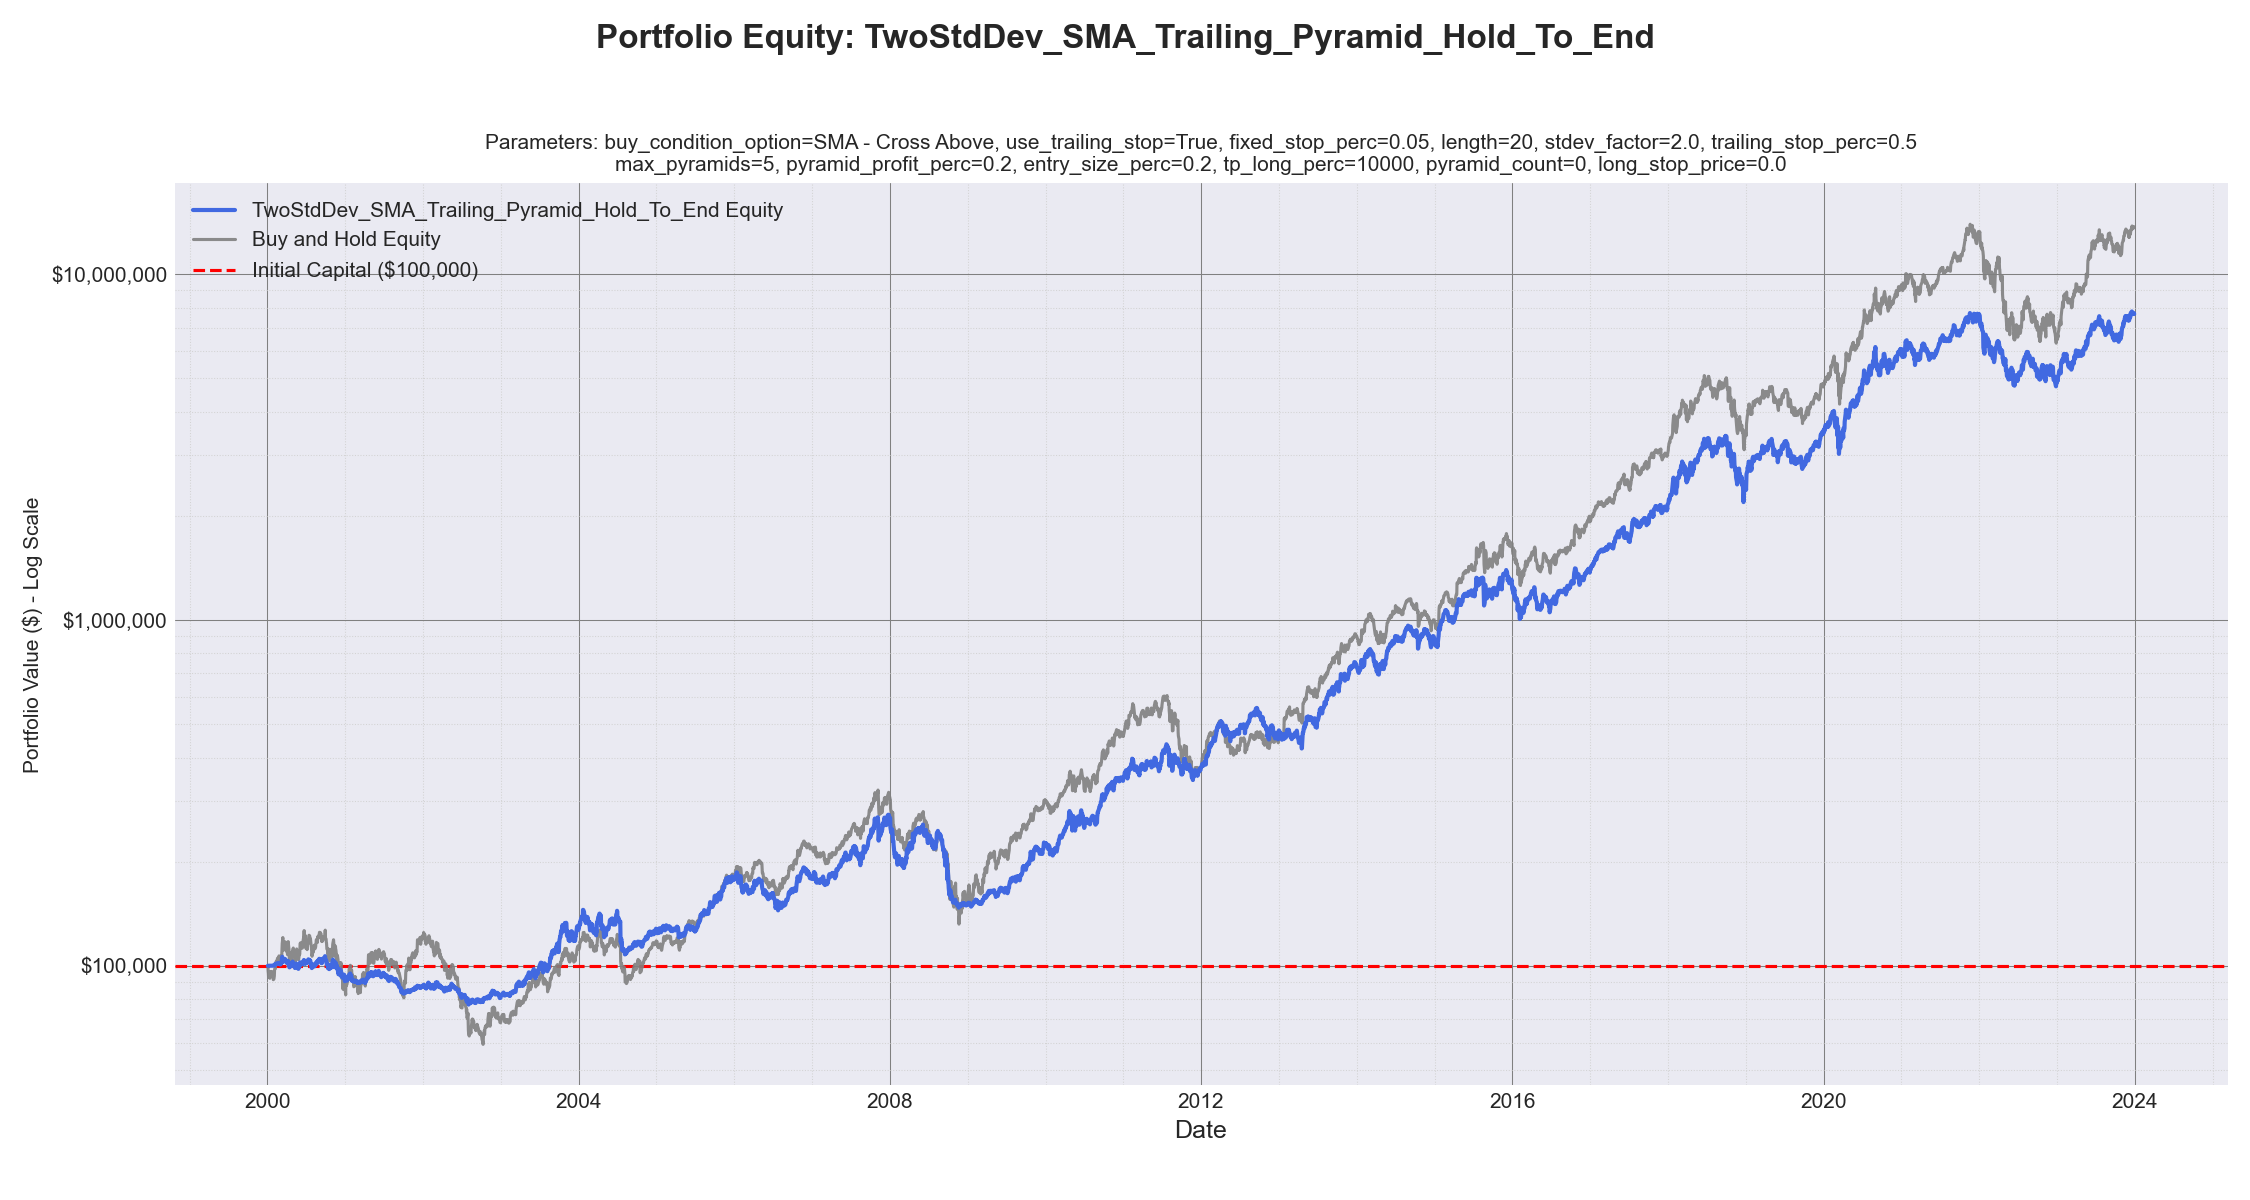 Portfolio Equity: TwoStdDev_SMA_Trailing_Pyramid_Hold_To_End
Parameters: buy_condition_option=SMA - Cross Above, use_trailing_stop=True, fixed_stop_perc=0.05, length=20, stdev_factor=2.0, trailing_stop_perc=0.5
max_pyramids=5, pyramid_profit_perc=0.2, entry_size_perc=0.2, tp_long_perc=10000, pyramid_count=0, long_stop_price=0.0
TwoStdDev_SMA_Trailing_Pyramid_Hold_To_End Equity
Buy and Hold Equity
Initial Capital ($100,000)
$10,000,000
$1,000,000
$100,000
Portfolio Value ($) - Log Scale
2000
2004
2008
2012
2016
2020
2024
Date